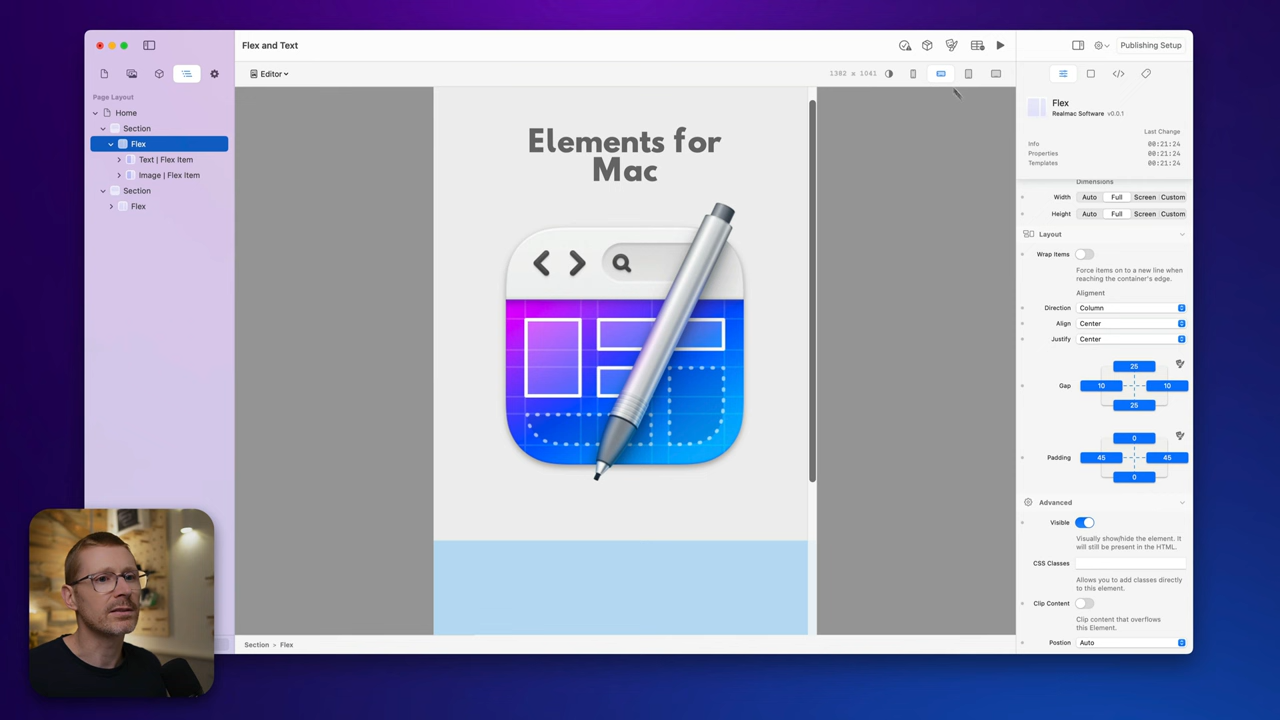 Flex and Text
Publishing Setup
Editor
1382 x 1041
Page Layout
Home
Section
Flex
Text | Flex Item
Image | Flex Item
Section
Flex
Elements for
Mac
Flex
Realmac Software v0.0.1
Last Change
Info 00:21:24
Properties 00:21:24
Templates 00:21:24
Dimensions
Width Auto Full Screen Custom
Height Auto Full Screen Custom
Layout
Wrap Items
Force items on to a new line when
reaching the container's edge.
Aligment
Direction Column
Align Center
Justify Center
25
Gap 10 10
25
0
Padding 45 45
0
Advanced
Visible
Visually show/hide the element. It
will still be present in the HTML.
CSS Classes
Allows you to add classes directly
to this element.
Clip Content
Clip content that overflows
this Element.
Postion Auto
Section > Flex